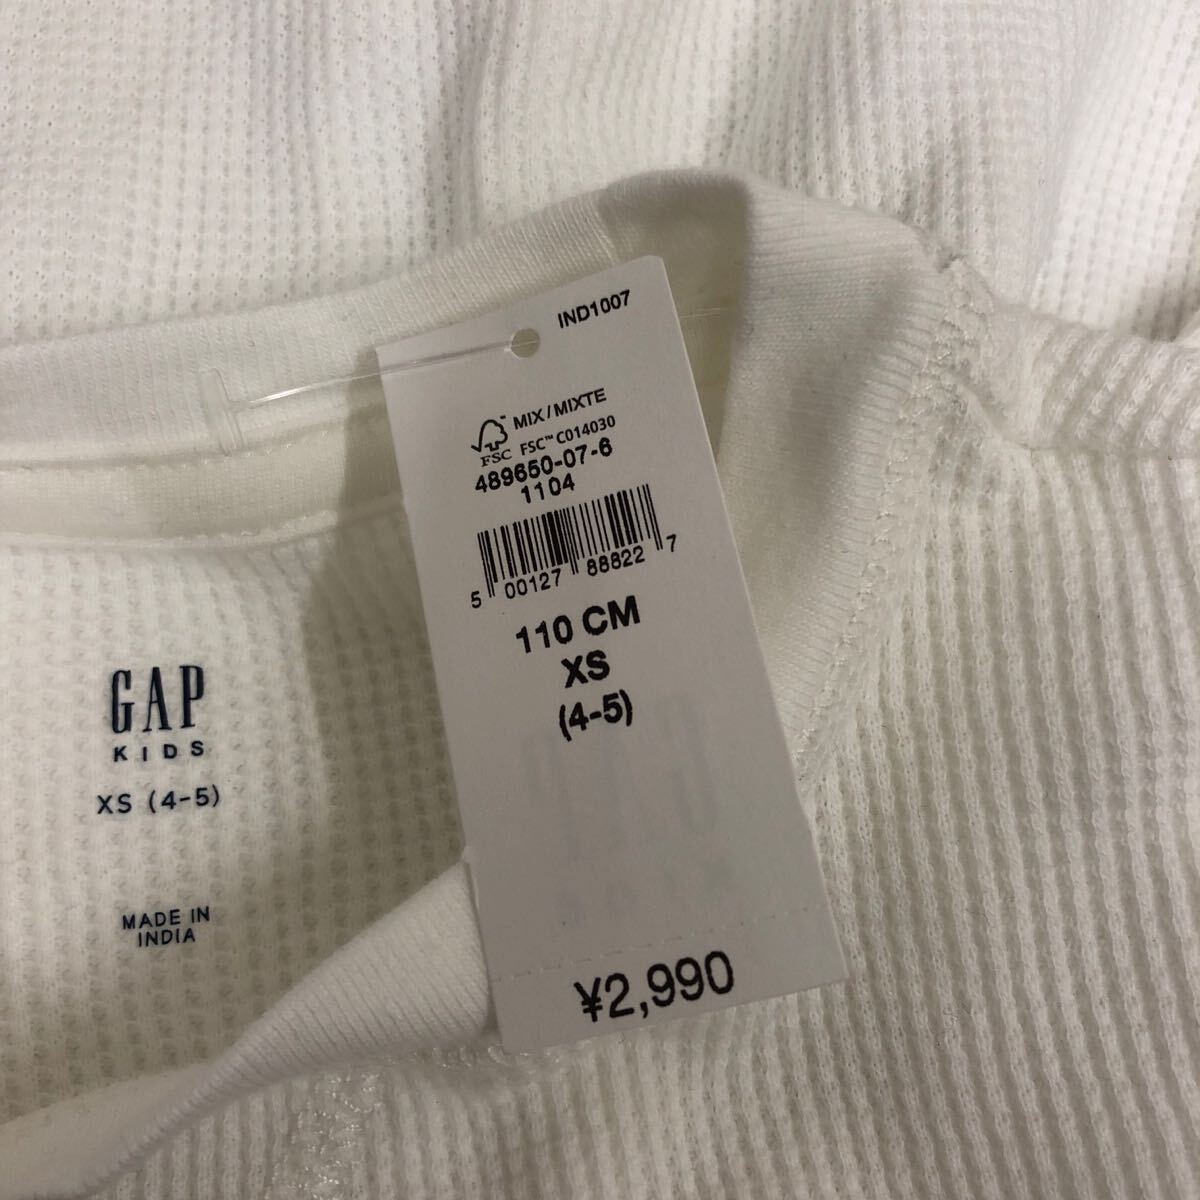 IND1007
MIX/MIXTE
FSC FSC™ C014030
489650-07-6
1104
5 00127 88822 7
110 CM
XS
(4-5)
¥2,990
GAP
KIDS
XS (4-5)
MADE IN
INDIA